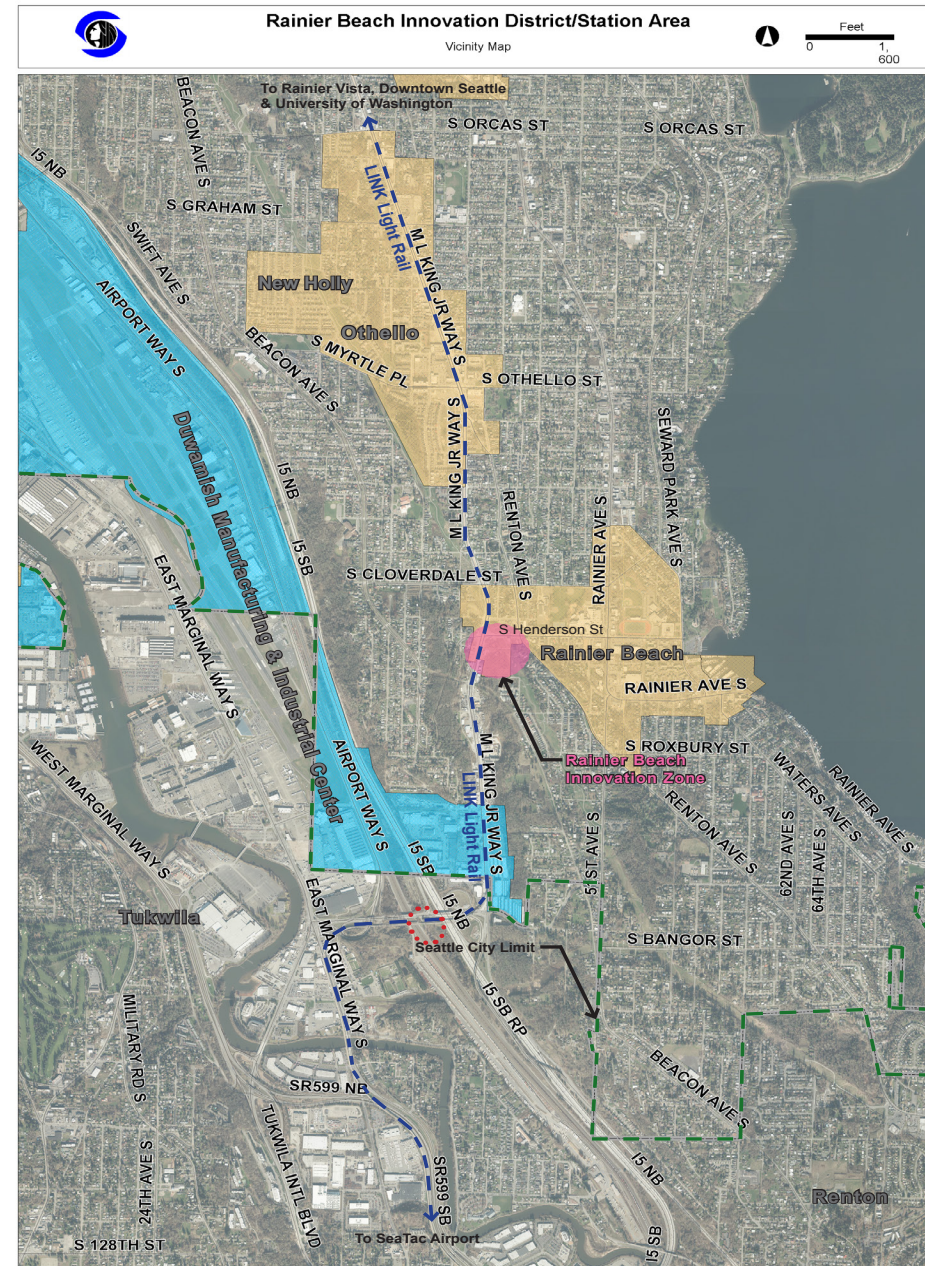 Rainier Beach Innovation District/Station Area
Vicinity Map
Feet
0 1,
600
To Rainier Vista, Downtown Seattle
& University of Washington
BEACON AVE S
S ORCAS ST
S ORCAS ST
I5 NB
S GRAHAM ST
SWIFT AVE S
LINK Light Rail
M L KING JR WAY S
New Holly
AIRPORT WAY S
Othello
BEACON AVE S
S MYRTLE PL
S OTHELLO ST
Duwamish Manufacturing & Industrial Center
M L KING JR WAY S
SEWARD PARK AVE S
I5 NB
RENTON AVE S
RAINIER AVE S
I5 SB
S CLOVERDALE ST
EAST MARGINAL WAY S
S Henderson St
Rainier Beach
RAINIER AVE S
S ROXBURY ST
Rainier Beach
Innovation Zone
M L KING JR WAY S
LINK Light Rail
AIRPORT WAY S
WEST MARGINAL WAY S
WATERS AVE S
RAINIER AVE S
RENTON AVE S
62ND AVE S
64TH AVE S
51ST AVE S
I5 SB
EAST MARGINAL WAY S
I5 NB
Tukwila
S BANGOR ST
Seattle City Limit
I5 SB RP
MILITARY RD S
BEACON AVE S
SR599 NB
TUKWILA INTL BLVD
24TH AVE S
SR599 SB
I5 NB
Renton
To SeaTac Airport
S 128TH ST
I5 SB